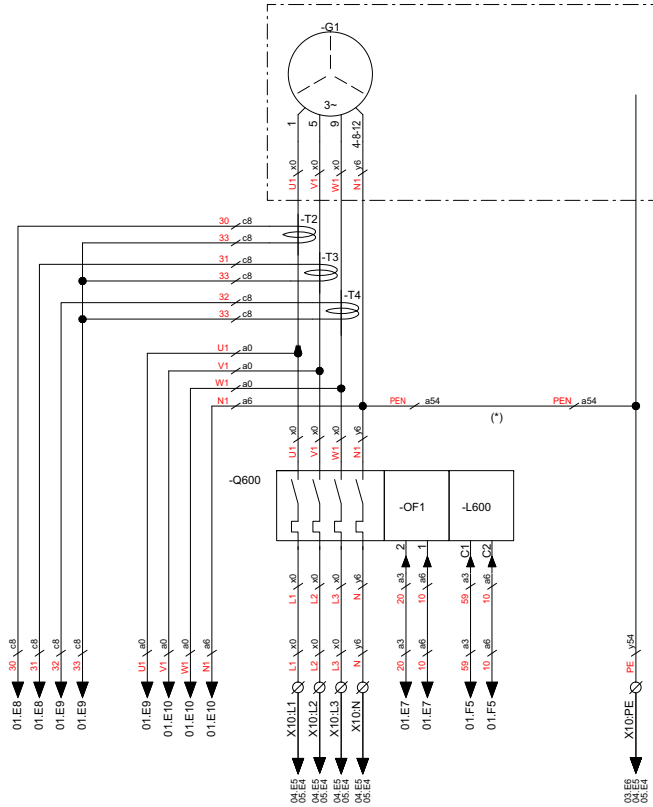 -G1
3~
1
5
9
4-8-12
U1 x0
V1 x0
W1 x0
N1 y6
30 c8
-T2
33 c8
31 c8
-T3
33 c8
32 c8
-T4
33 c8
U1 a0
V1 a0
W1 a0
N1 a6
PEN a54
PEN a54
(*)
U1 x0
V1 x0
W1 x0
N1 y6
-Q600
-OF1
-L600
2
1
C1
C2
L1 x0
L2 x0
L3 x0
N y6
20 a3
10 a6
59 a3
10 a6
30 c8
31 c8
32 c8
33 c8
U1 a0
V1 a0
W1 a0
N1 a6
L1 x0
L2 x0
L3 x0
N y6
20 a3
10 a6
59 a3
10 a6
PE y54
01.E8
01.E8
01.E9
01.E9
01.E9
01.E10
01.E10
01.E10
X10:L1
X10:L2
X10:L3
X10:N
01.E7
01.E7
01.F5
01.F5
X10:PE
04.E5
05.E4
04.E5
05.E4
04.E5
05.E4
04.E5
05.E4
03.E6
04.E5
05.E4